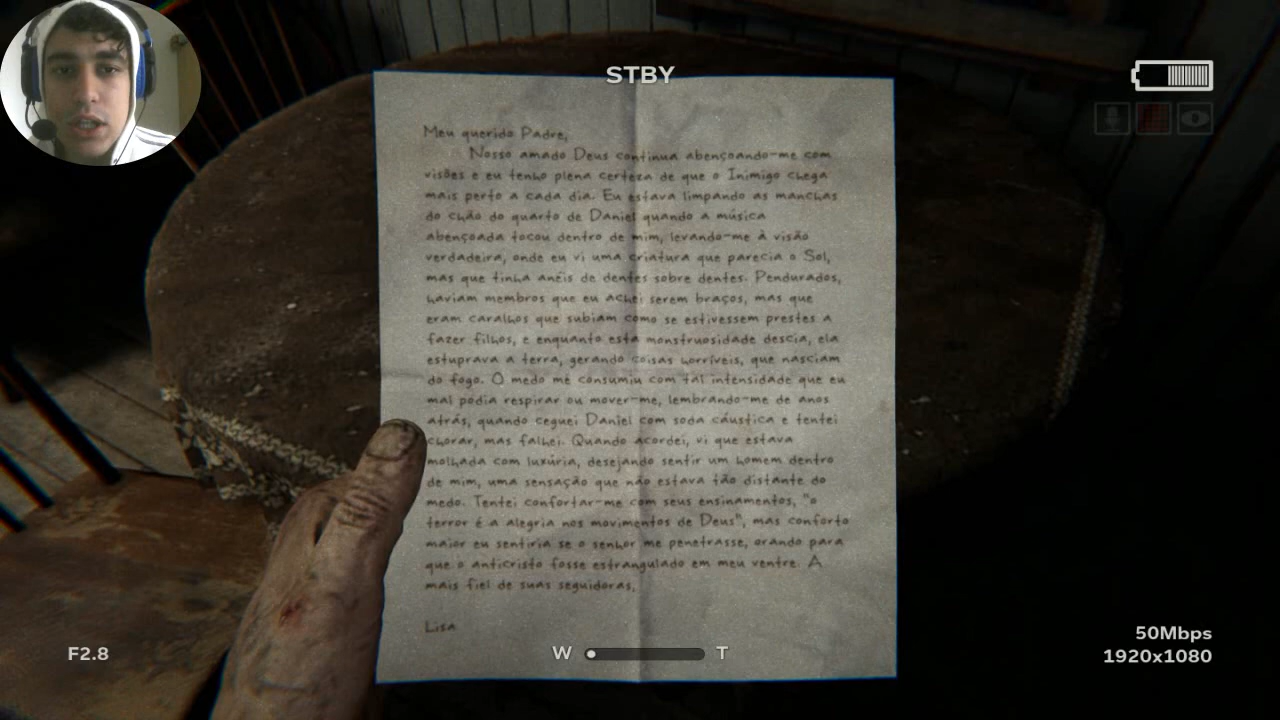 STBY
Meu querido Padre,
Nosso amado Deus continua abençoando-me com
visões e eu tenho plena certeza de que o Inimigo chega
mais perto a cada dia. Eu estava limpando as manchas
do chão do quarto de Daniel quando a música
abençoada tocou dentro de mim, levando-me à visão
verdadeira, onde eu vi uma criatura que parecia o Sol,
mas que tinha anéis de dentes sobre dentes. Pendurados,
haviam membros que eu achei serem braços, mas que
eram caralhos que subiam como se estivessem prestes a
fazer filhos, e enquanto esta monstruosidade descia, ela
estuprava a terra, gerando coisas horríveis, que nasciam
do fogo. O medo me consumiu com tal intensidade que eu
mal podia respirar ou mover-me, lembrando-me de anos
atrás, quando ceguei Daniel com soda cáustica e tentei
chorar, mas falhei. Quando acordei, vi que estava
molhada com luxúria, desejando sentir um homem dentro
de mim, uma sensação que não estava tão distante do
medo. Tentei confortar-me com seus ensinamentos, "o
terror é a alegria nos movimentos de Deus", mas conforto
maior eu sentiria se o senhor me penetrasse, orando para
que o anticristo fosse estrangulado em meu ventre. A
mais fiel de suas seguidoras,
Lisa
F2.8
W T
50Mbps
1920x1080